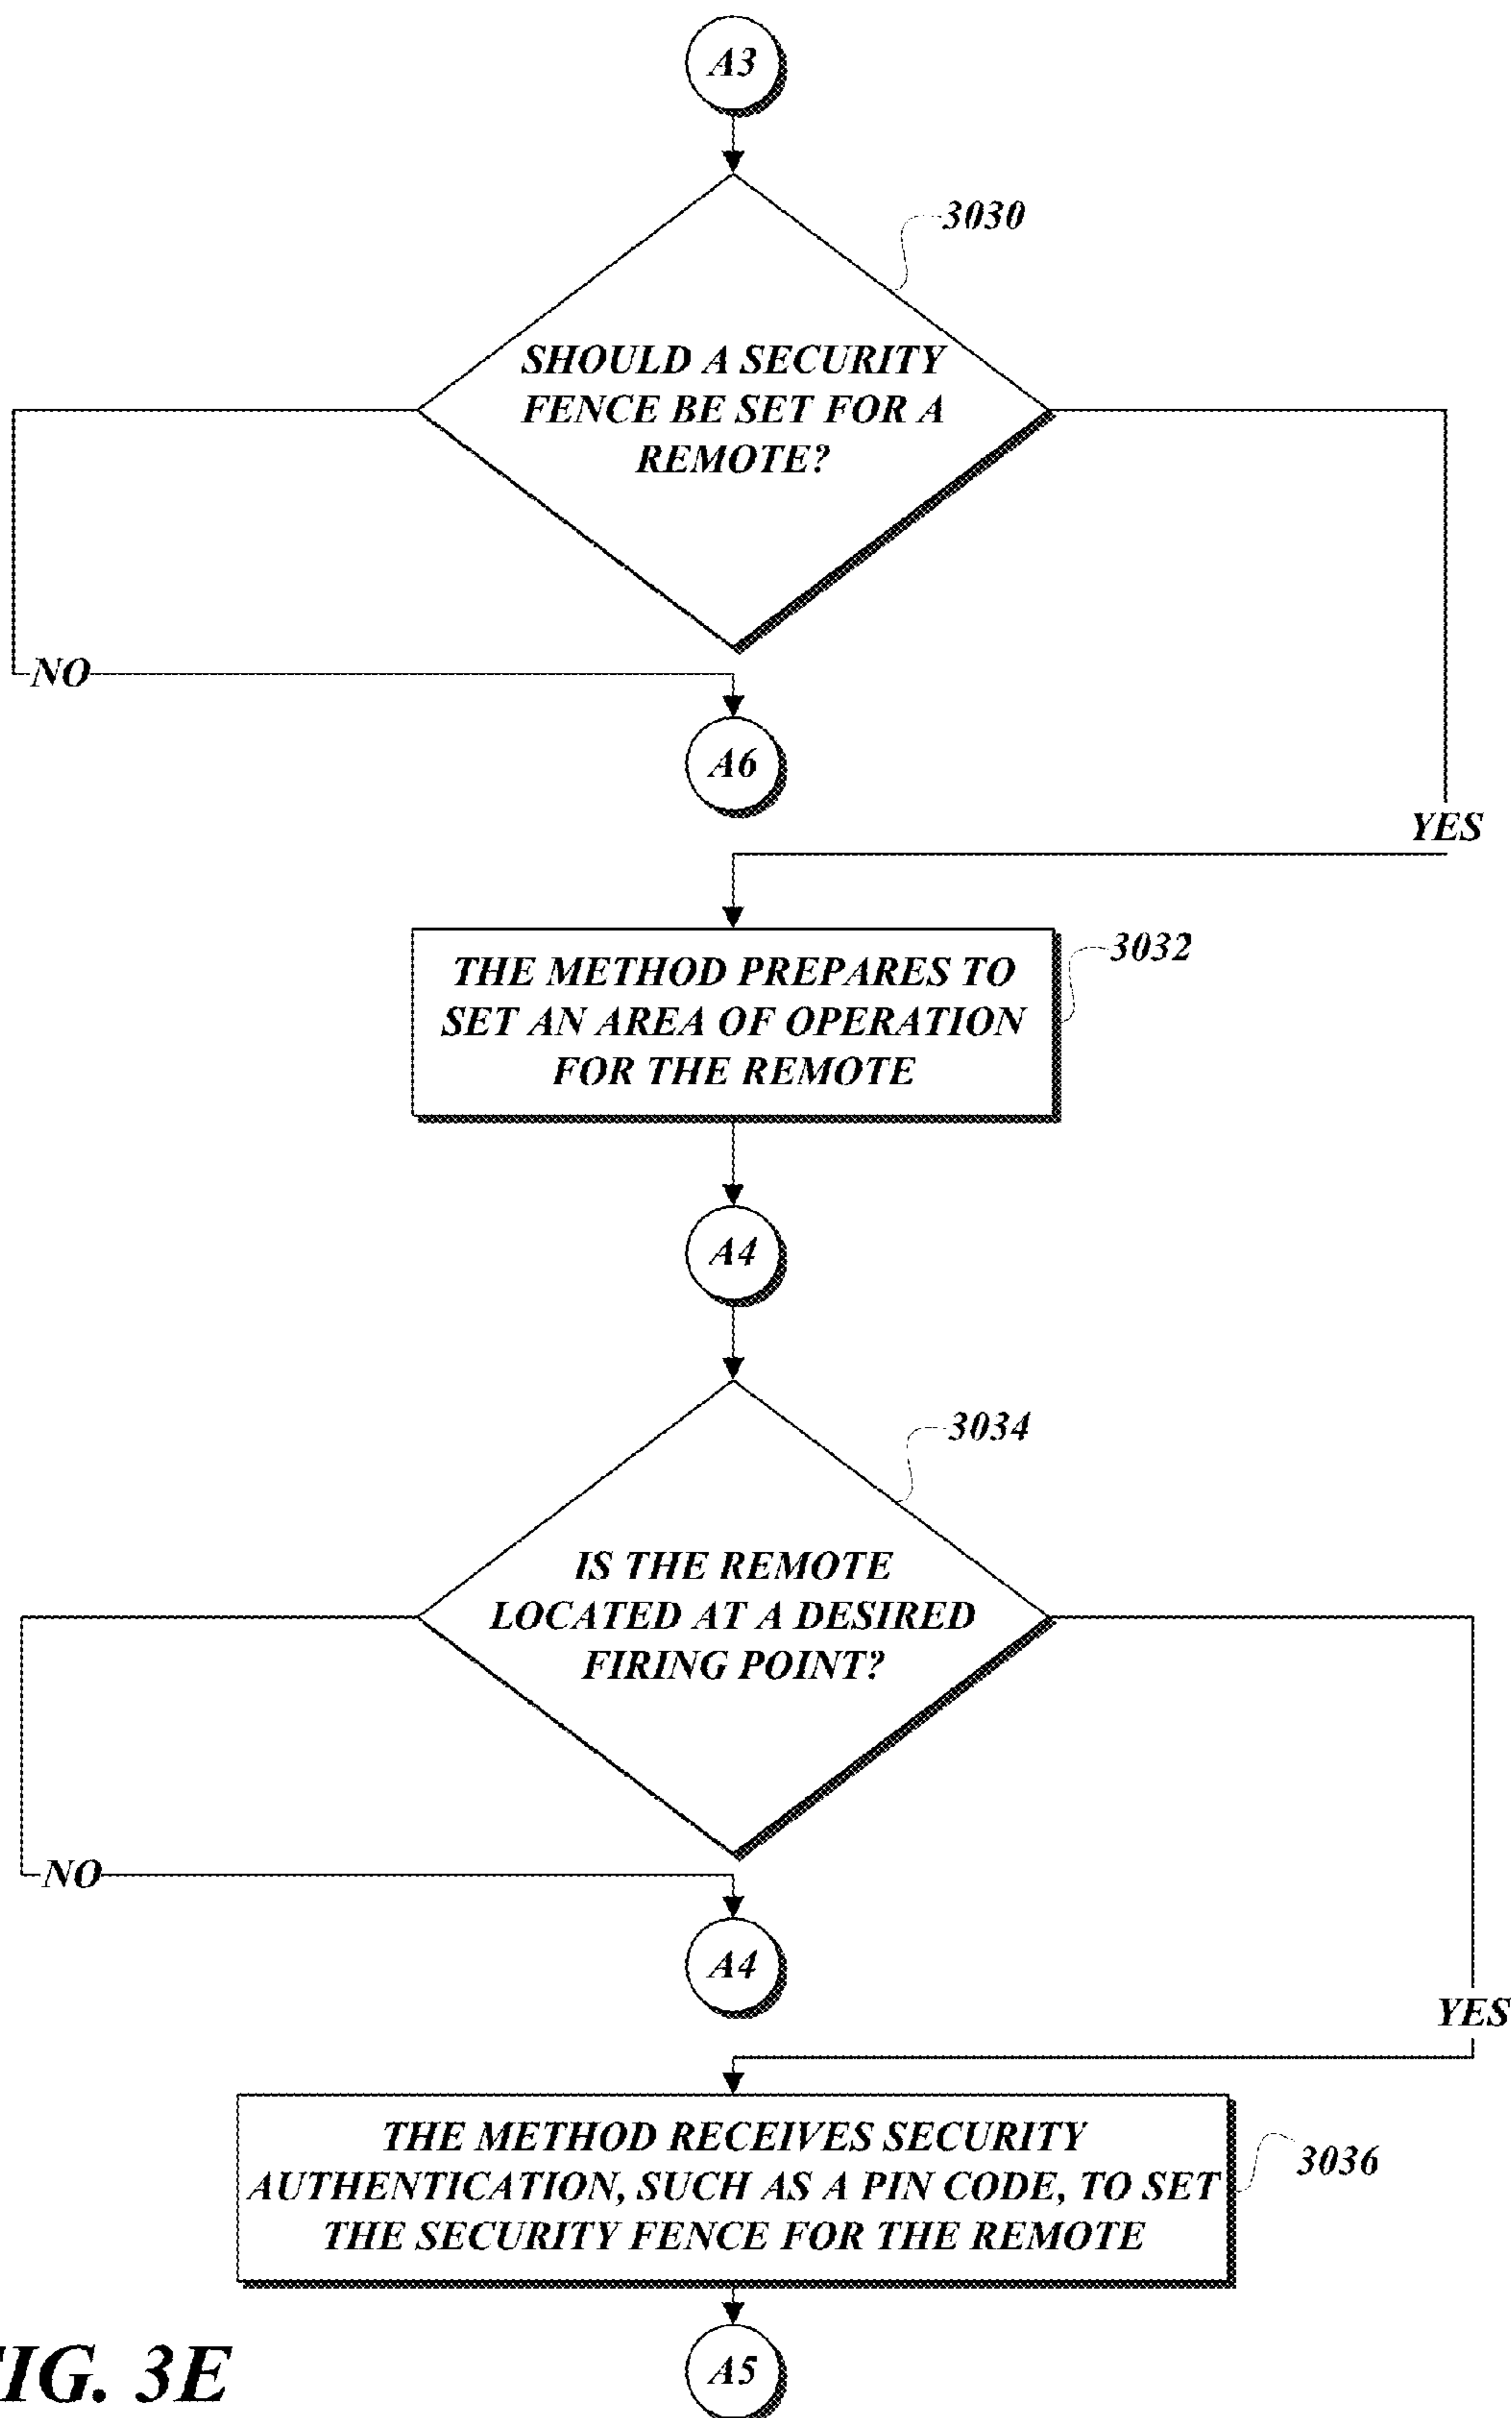 A3
3030
SHOULD A SECURITY
FENCE BE SET FOR A
REMOTE?
NO
A6
YES
3032
THE METHOD PREPARES TO
SET AN AREA OF OPERATION
FOR THE REMOTE
A4
3034
IS THE REMOTE
LOCATED AT A DESIRED
FIRING POINT?
NO
A4
YES
THE METHOD RECEIVES SECURITY
AUTHENTICATION, SUCH AS A PIN CODE, TO SET
THE SECURITY FENCE FOR THE REMOTE
3036
A5
FIG. 3E